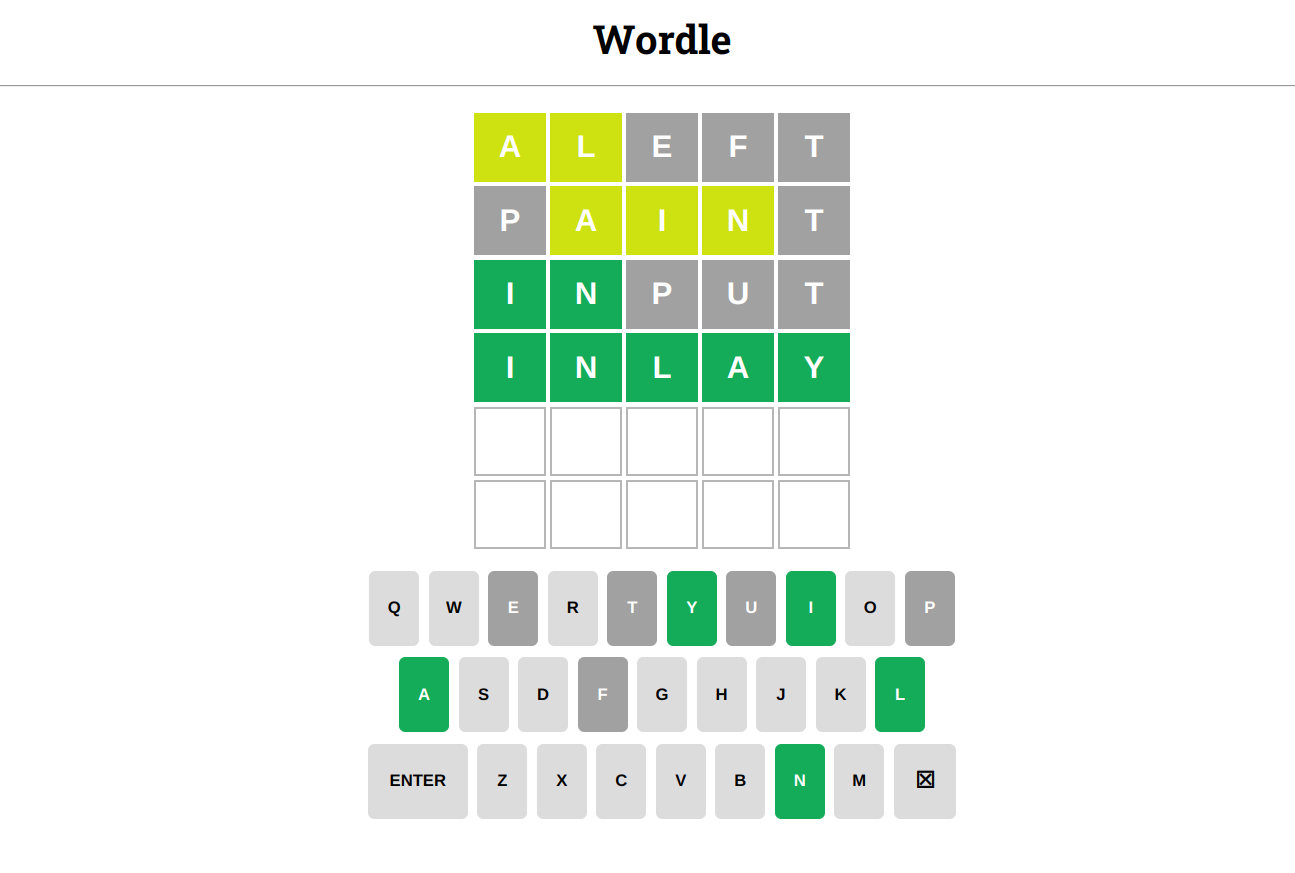 Wordle
A L E F T
P A I N T
I N P U T
I N L A Y
Q W E R T Y U I O P
A S D F G H J K L
ENTER Z X C V B N M ☒